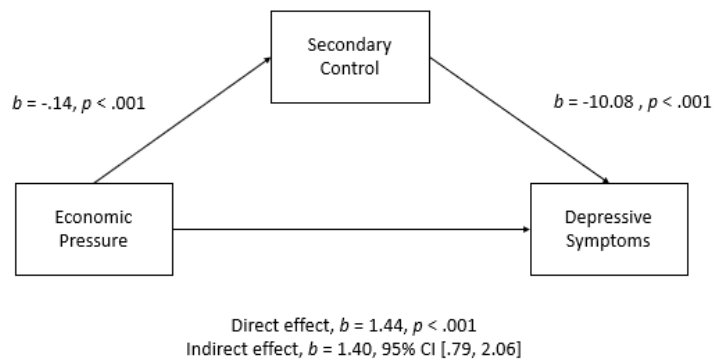 Secondary
Control
b = -.14, p < .001
b = -10.08 , p < .001
Economic
Pressure
Depressive
Symptoms
Direct effect, b = 1.44, p < .001
Indirect effect, b = 1.40, 95% CI [.79, 2.06]